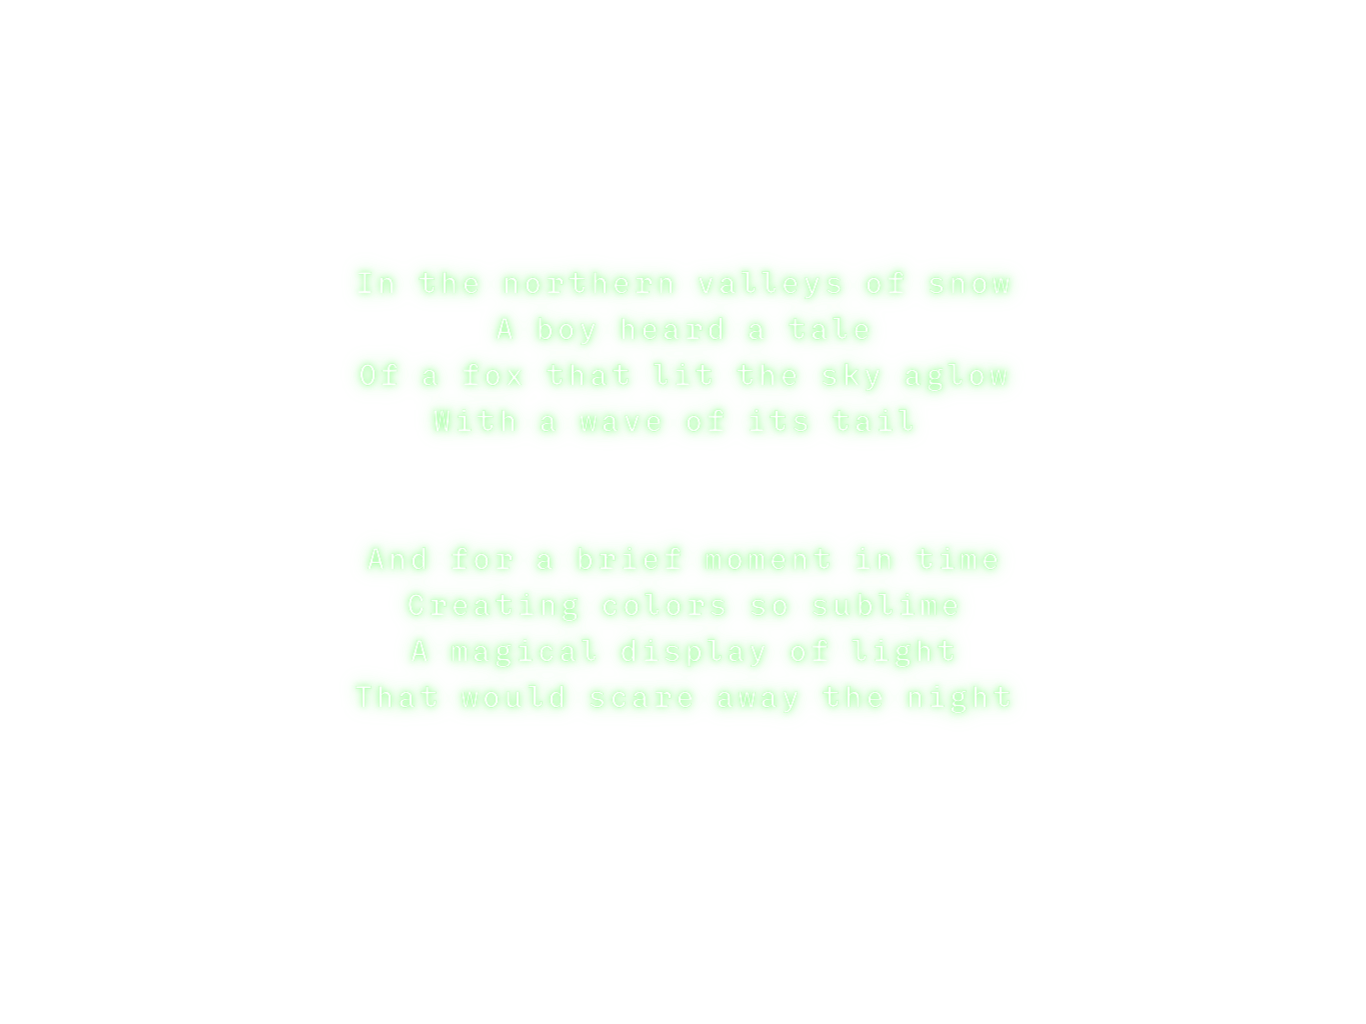 In the northern valleys of snow
A boy heard a tale
Of a fox that lit the sky aglow
With a wave of its tail
And for a brief moment in time
Creating colors so sublime
A magical display of light
That would scare away the night